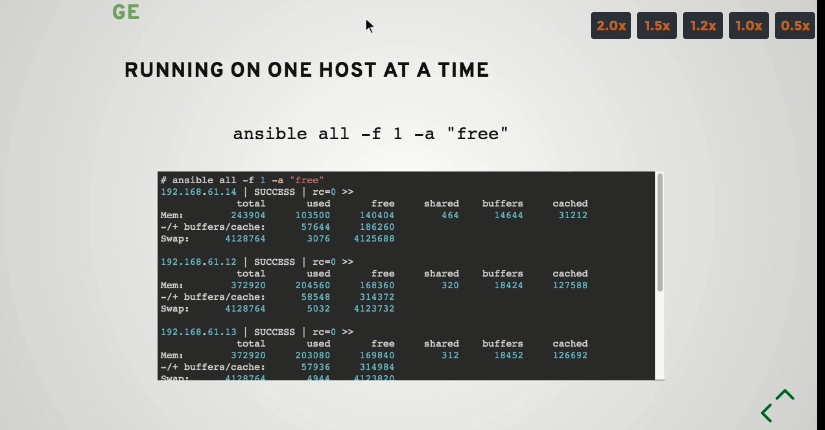 GE
2.0x 1.5x 1.2x 1.0x 0.5x
RUNNING ON ONE HOST AT A TIME
ansible all -f 1 -a "free"
# ansible all -f 1 -a "free"
192.168.61.14 | SUCCESS | rc=0 >>
total used free shared buffers cached
Mem: 243904 103500 140404 464 14644 31212
-/+ buffers/cache: 57644 186260
Swap: 4128764 3076 4125688
192.168.61.12 | SUCCESS | rc=0 >>
total used free shared buffers cached
Mem: 372920 204560 168360 320 18424 127588
-/+ buffers/cache: 58548 314372
Swap: 4128764 5032 4123732
192.168.61.13 | SUCCESS | rc=0 >>
total used free shared buffers cached
Mem: 372920 203080 169840 312 18452 126692
-/+ buffers/cache: 57936 314984
Swap: 4128764 4944 4123820